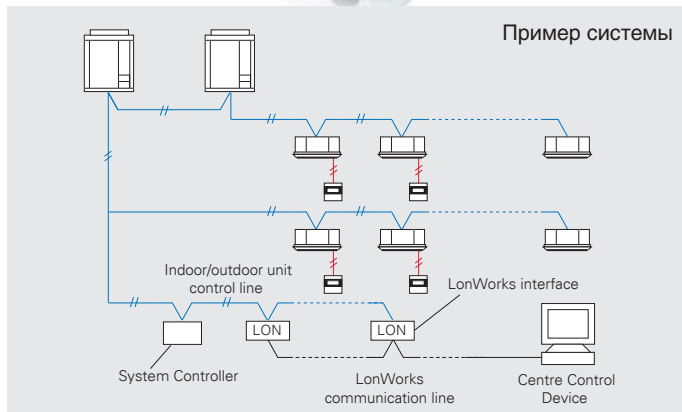 Пример системы
Indoor/outdoor unit
control line
LonWorks interface
LON
LON
System Controller
LonWorks
communication line
Centre Control
Device